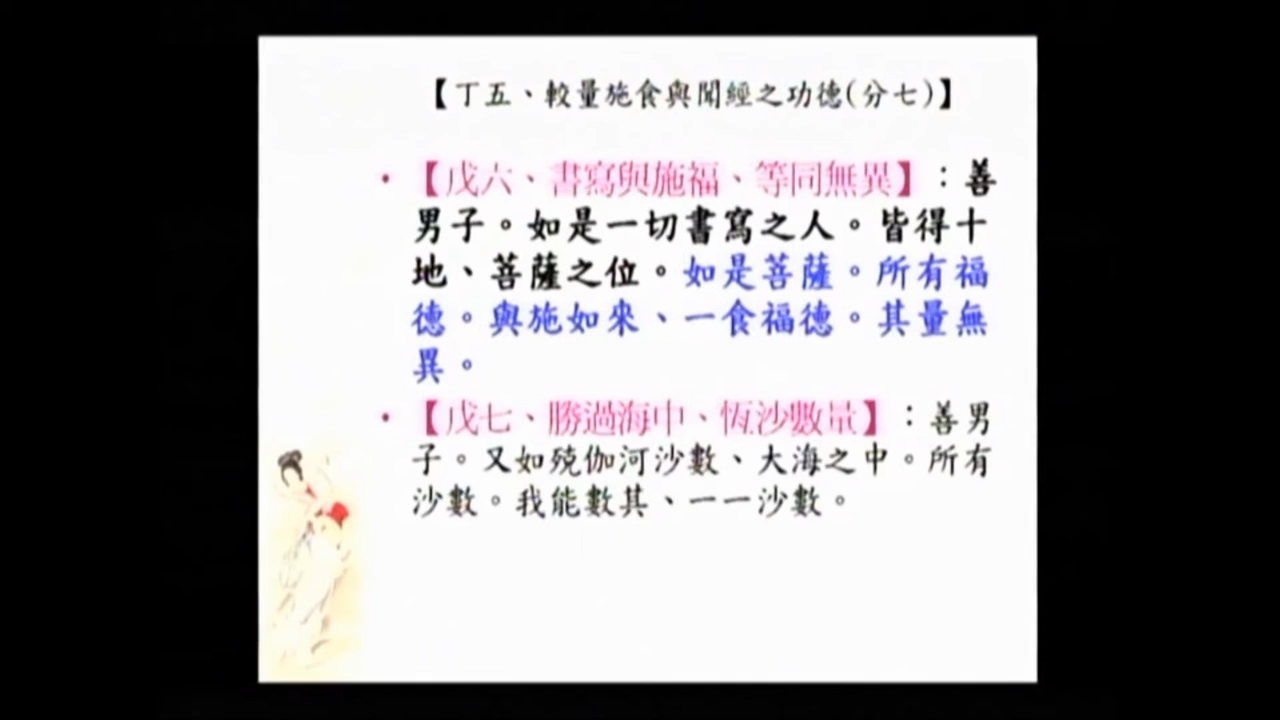 【丁五、較量施食與聞經之功德(分七)】
• 【戊六、書寫與施福、等同無異】：善
男子。如是一切書寫之人。皆得十
地、菩薩之位。如是菩薩。所有福
德。與施如來、一食福德。其量無
異。
• 【戊七、勝過海中、恆沙數量】：善男
子。又如殑伽河沙數、大海之中。所有
沙數。我能數其、一一沙數。